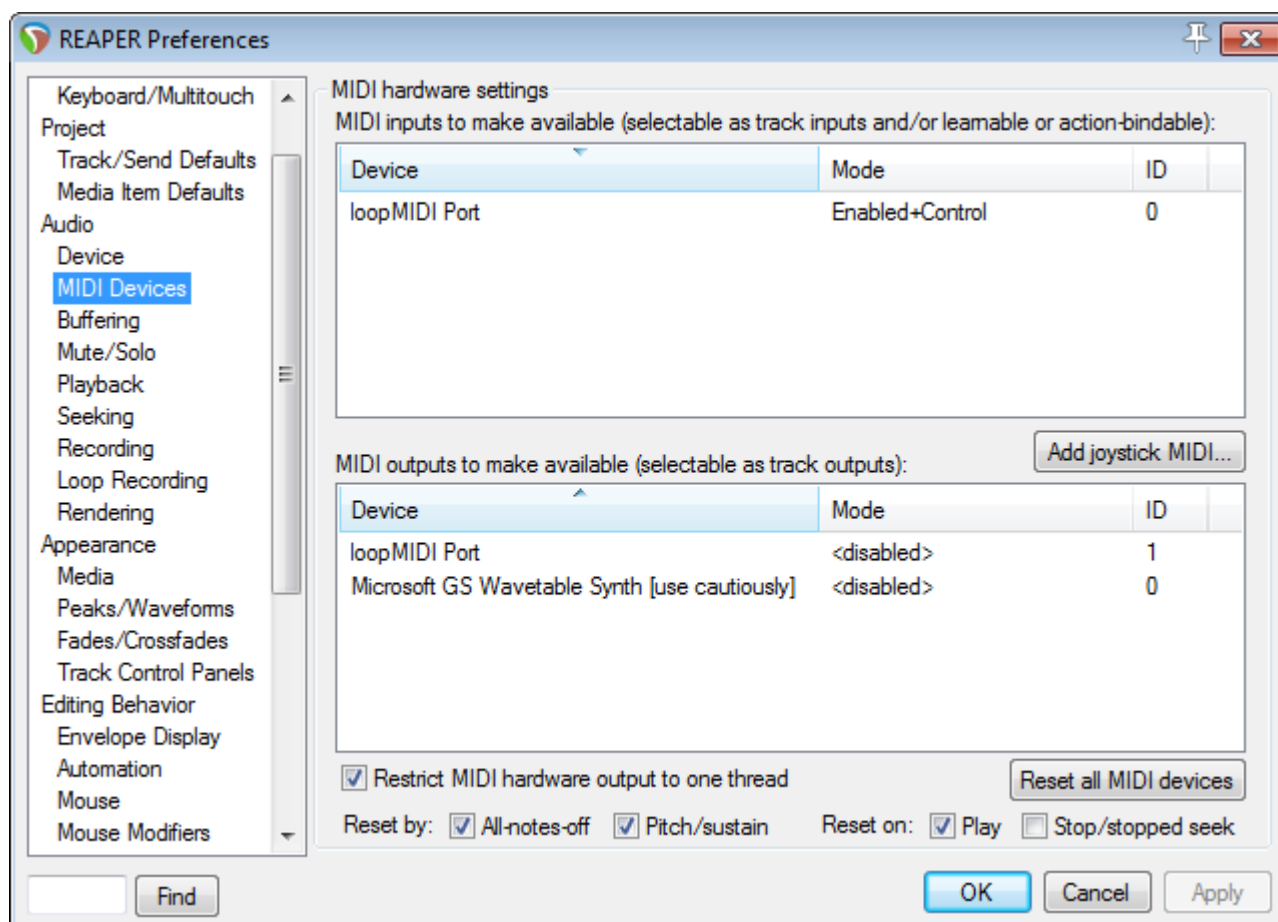 REAPER Preferences
Keyboard/Multitouch
Project
Track/Send Defaults
Media Item Defaults
Audio
Device
MIDI Devices
Buffering
Mute/Solo
Playback
Seeking
Recording
Loop Recording
Rendering
Appearance
Media
Peaks/Waveforms
Fades/Crossfades
Track Control Panels
Editing Behavior
Envelope Display
Automation
Mouse
Mouse Modifiers
Find
MIDI hardware settings
MIDI inputs to make available (selectable as track inputs and/or learnable or action-bindable):
Device Mode ID
loopMIDI Port Enabled+Control 0
Add joystick MIDI...
MIDI outputs to make available (selectable as track outputs):
Device Mode ID
loopMIDI Port <disabled> 1
Microsoft GS Wavetable Synth [use cautiously] <disabled> 0
Restrict MIDI hardware output to one thread Reset all MIDI devices
Reset by: All-notes-off Pitch/sustain Reset on: Play Stop/stopped seek
OK Cancel Apply